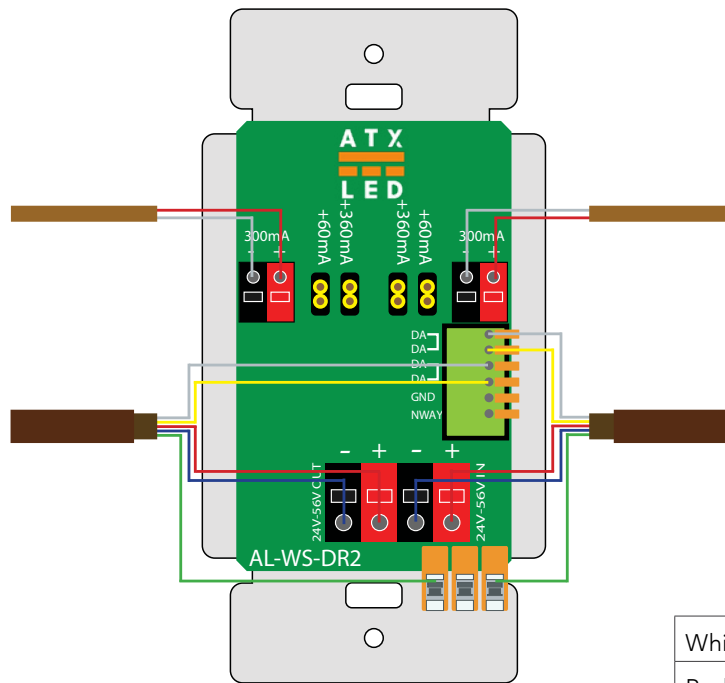 ATX
LED
300mA
- +
+60mA
+360mA
+360mA
+60mA
300mA
- +
DA
DA
DA
DA
GND
NWAY
- + - +
24V-56V OUT
24V-56V IN
AL-WS-DR2
Whi